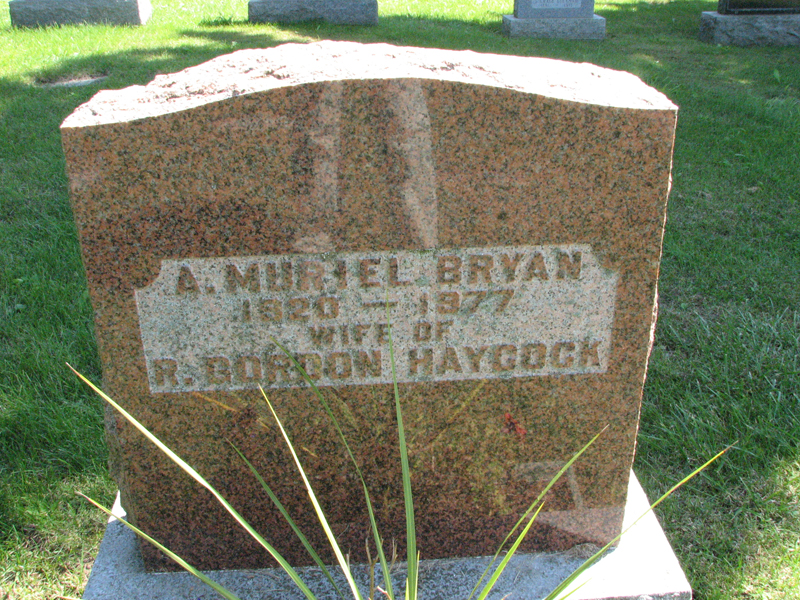 A. MURIEL BRYAN
1920 — 1977
WIFE OF
R. GORDON HAYCOCK